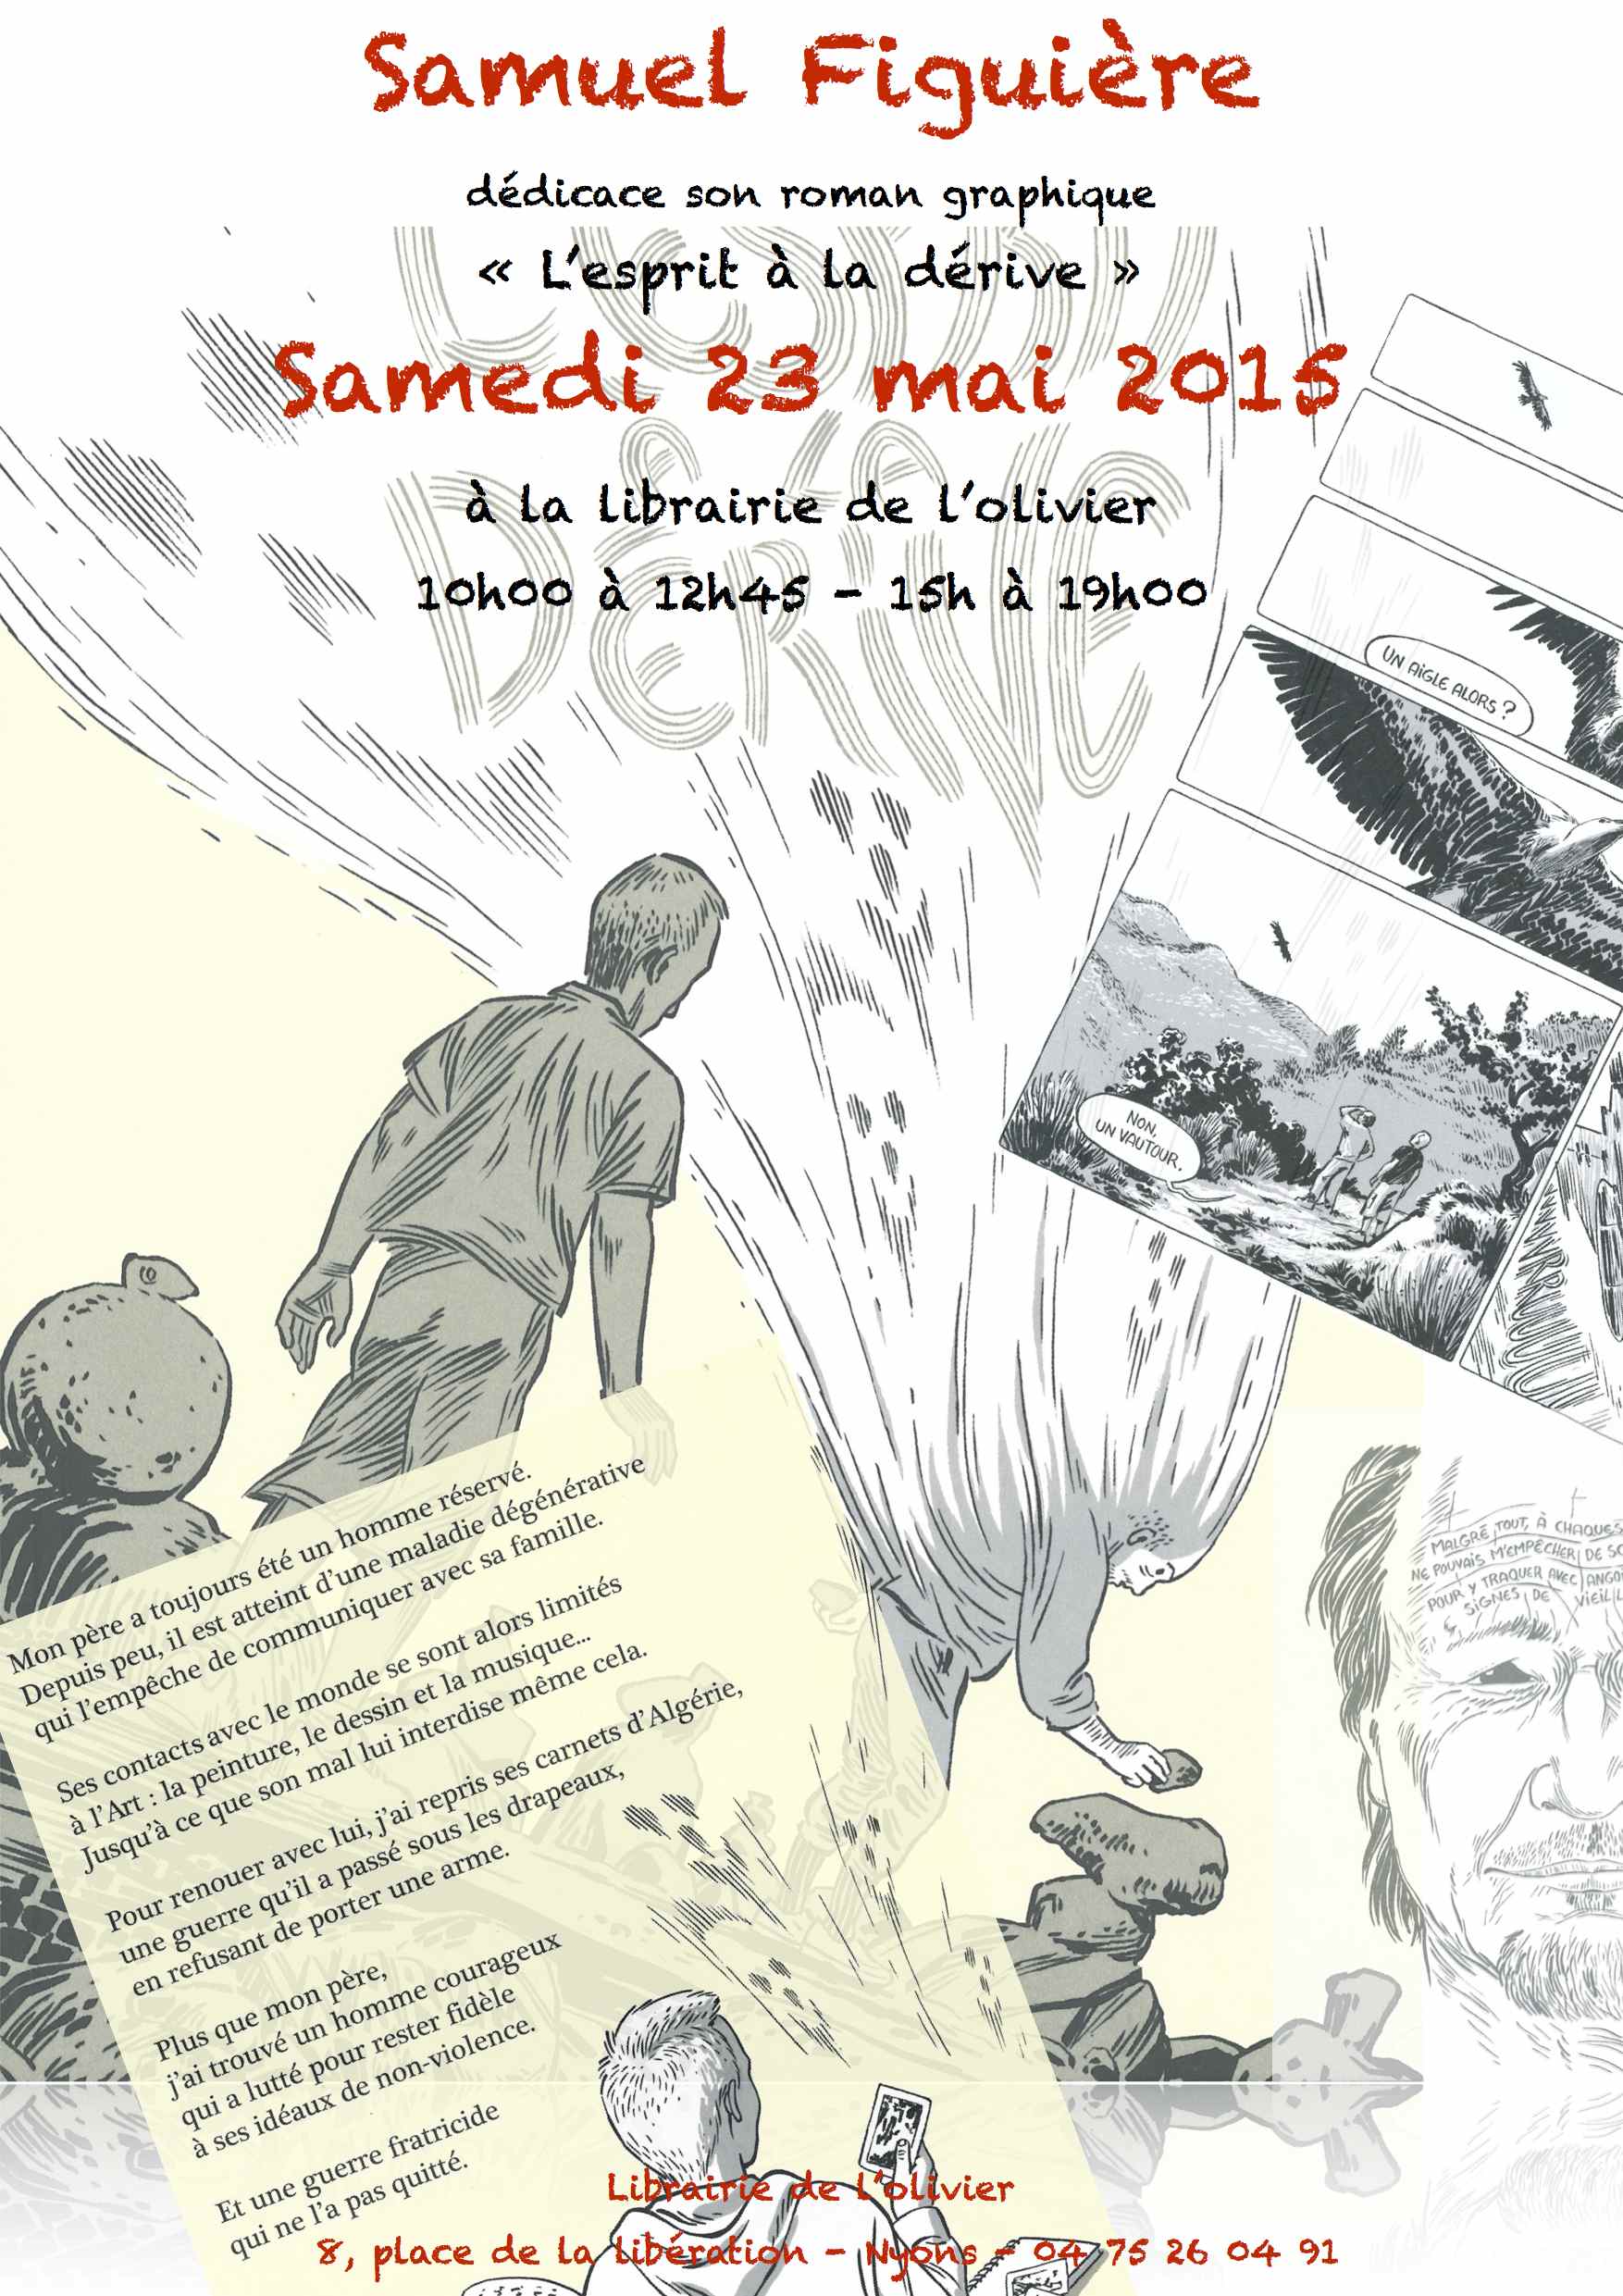 Samuel Figuière
dédicace son roman graphique
« L'esprit à la dérive »
Samedi 23 mai 2015
à la librairie de l'olivier
10h00 à 12h45 - 15h à 19h00
L'ESPRIT
À LA
DÉRIVE
UN AIGLE ALORS ?
NON,
UN VAUTOUR.
MALGRÉ TOUT, À CHAQUE
NE POUVAIS M'EMPÊCHER DE
POUR Y TRAQUER AVEC
SIGNES DE
Mon père a toujours été un homme réservé.
Depuis peu, il est atteint d'une maladie dégénérative
qui l'empêche de communiquer avec sa famille.
Ses contacts avec le monde se sont alors limités
à l'Art : la peinture, le dessin et la musique...
Jusqu'à ce que son mal lui interdise même cela.
Pour renouer avec lui, j'ai repris ses carnets d'Algérie,
une guerre qu'il a passé sous les drapeaux,
en refusant de porter une arme.
Plus que mon père,
j'ai trouvé un homme courageux
qui a lutté pour rester fidèle
à ses idéaux de non-violence.
Et une guerre fratricide
qui ne l'a pas quitté.
Librairie de l'olivier
8, place de la libération - Nyons - 04 75 26 04 91